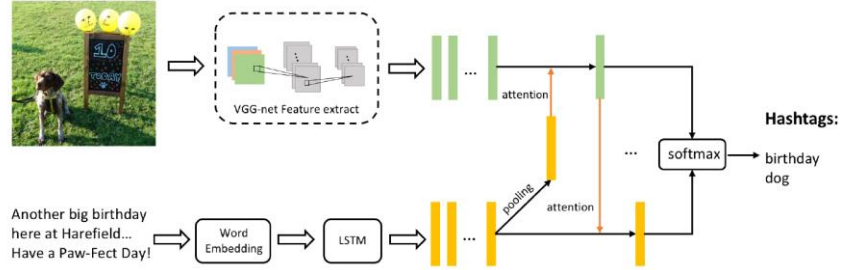 10
TODAY
VGG-net Feature extract
...
attention
Hashtags:
...
softmax
birthday
dog
pooling
attention
Another big birthday
here at Harefield...
Have a Paw-Fect Day!
Word
Embedding
LSTM
...